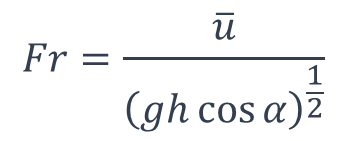 Fr = ū / (gh cos α)^(1/2)